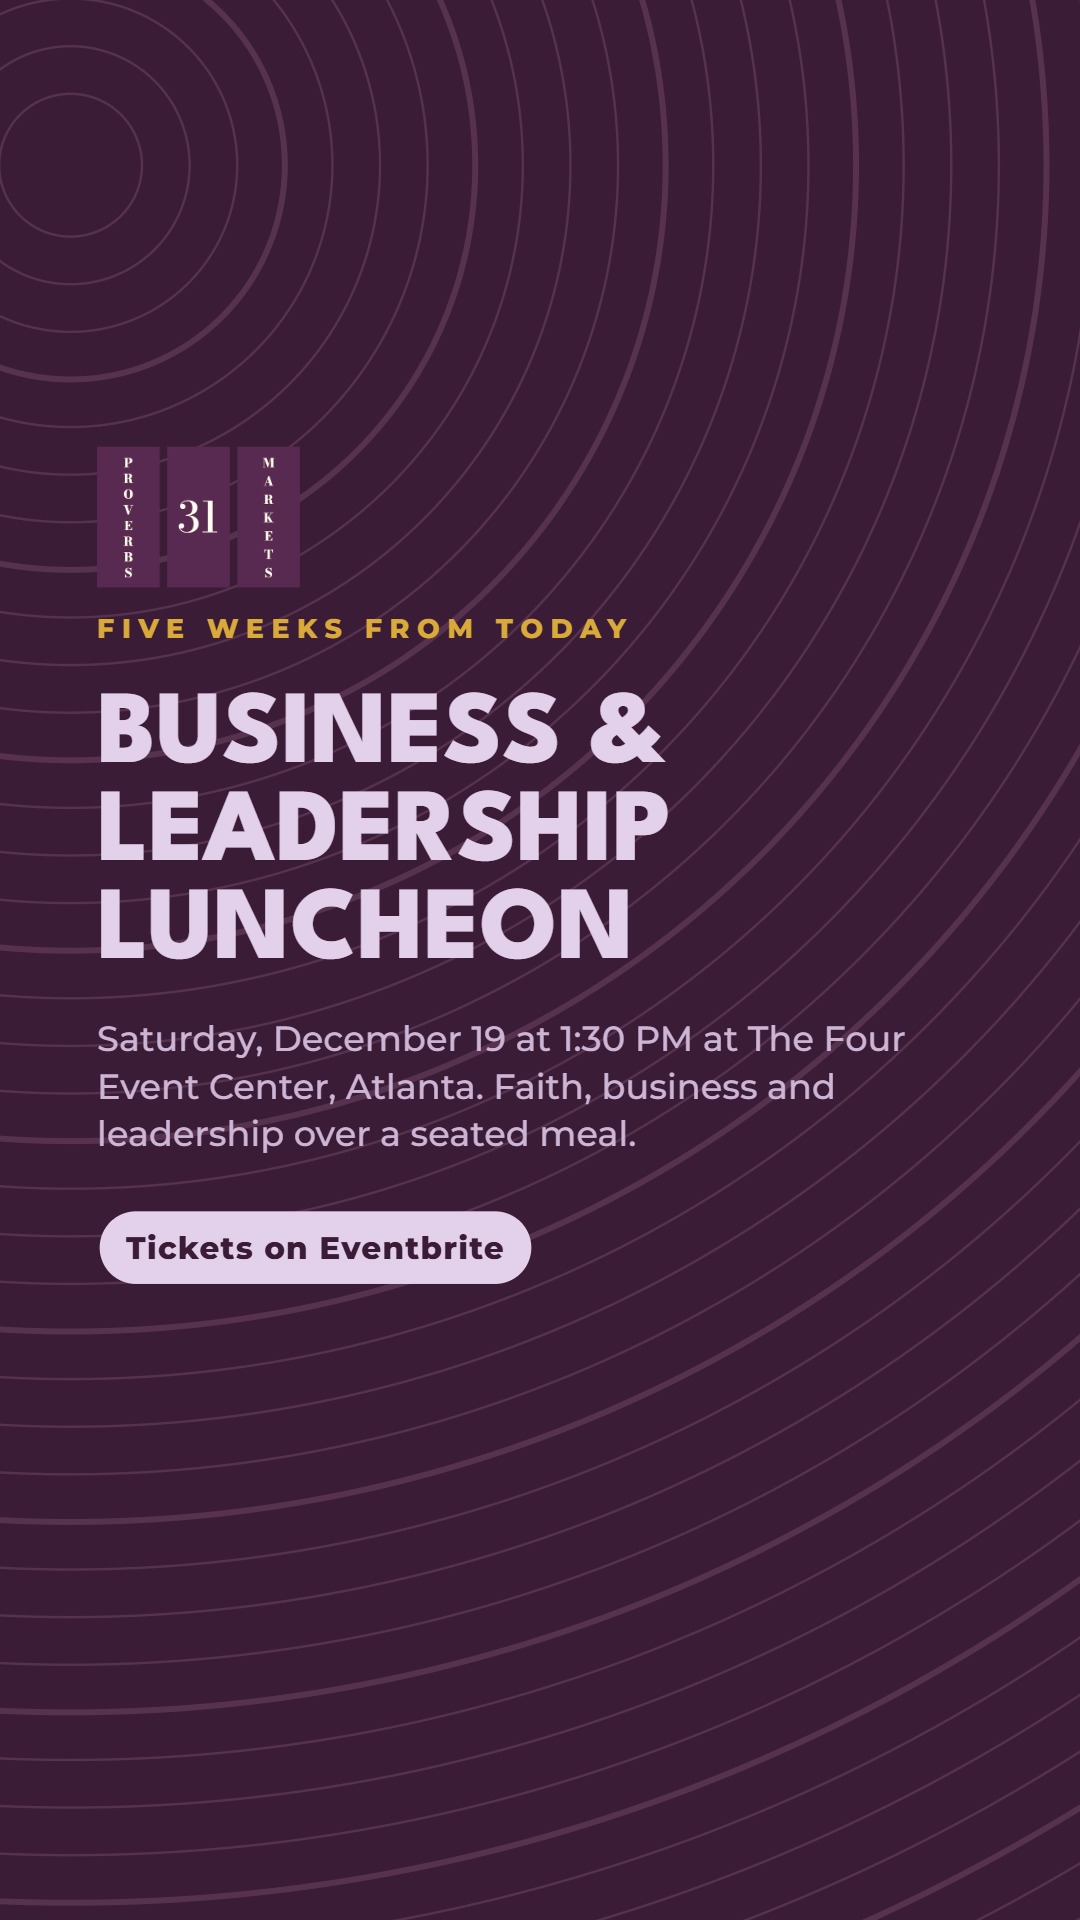 PROVERBS
31
MARKETS
FIVE WEEKS FROM TODAY
BUSINESS &
LEADERSHIP
LUNCHEON
Saturday, December 19 at 1:30 PM at The Four
Event Center, Atlanta. Faith, business and
leadership over a seated meal.
Tickets on Eventbrite